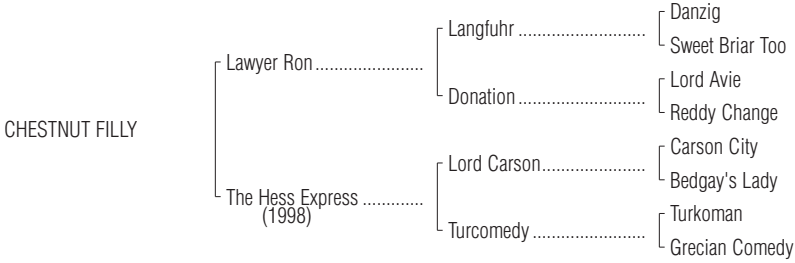 Danzig
Langfuhr ..............................
Sweet Briar Too
Lawyer Ron.........................
Lord Avie
Donation ..............................
Reddy Change
CHESTNUT FILLY
Carson City
Lord Carson.........................
Bedgay's Lady
The Hess Express ..............
(1998)
Turkoman
Turcomedy ...........................
Grecian Comedy